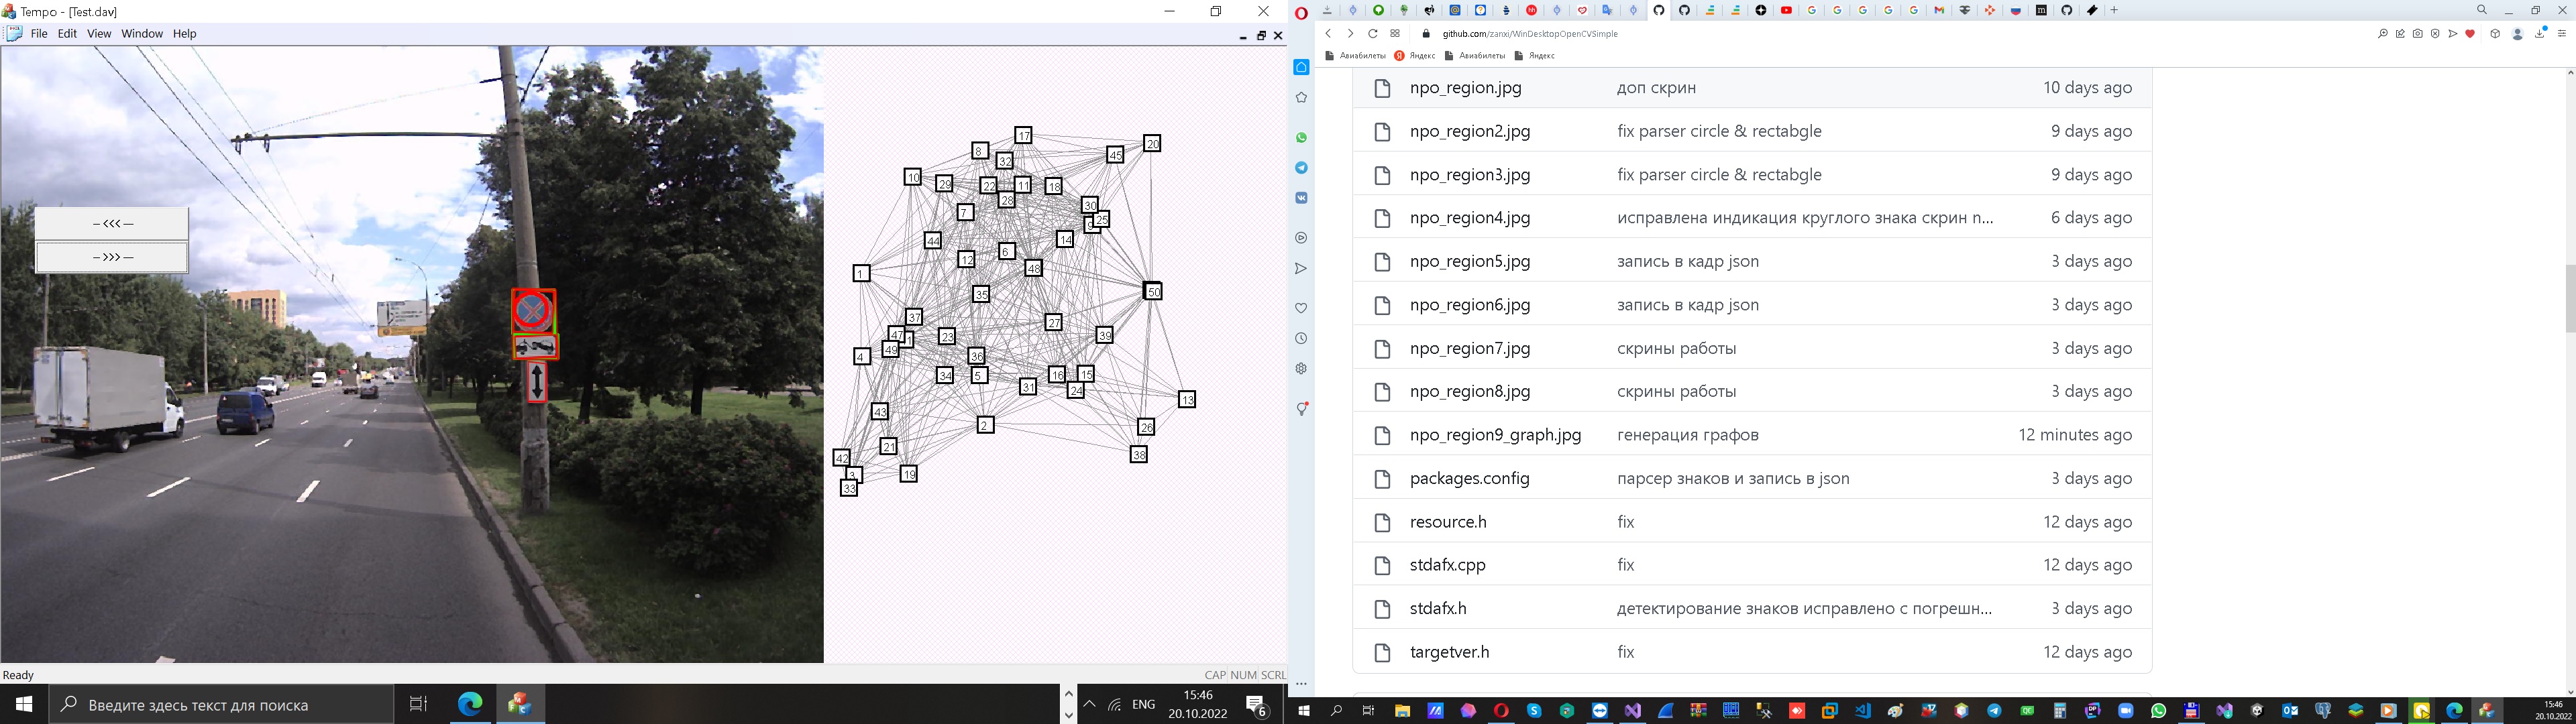 Tempo - [Test.dav]
File Edit View Window Help
– <<< —
– >>> —
17
20
8
45
32
10
29
22
11
18
28
30
7
25
9
44
14
6
12
1
48
35
50
37
27
47
23
39
1
49
4
36
34
5
16
15
31
24
13
43
2
26
21
38
42
3
19
33
Ready
CAP NUM SCRL
Введите здесь текст для поиска
ENG
15:46
20.10.2022
6
github.com/zanxi/WinDesktopOpenCVSimple
Авиабилеты Яндекс Авиабилеты Яндекс
npo_region.jpg доп скрин 10 days ago
npo_region2.jpg fix parser circle & rectabgle 9 days ago
npo_region3.jpg fix parser circle & rectabgle 9 days ago
npo_region4.jpg исправлена индикация круглого знака скрин n... 6 days ago
npo_region5.jpg запись в кадр json 3 days ago
npo_region6.jpg запись в кадр json 3 days ago
npo_region7.jpg скрины работы 3 days ago
npo_region8.jpg скрины работы 3 days ago
npo_region9_graph.jpg генерация графов 12 minutes ago
packages.config парсер знаков и запись в json 3 days ago
resource.h fix 12 days ago
stdafx.cpp fix 12 days ago
stdafx.h детектирование знаков исправлено с погрешн... 3 days ago
targetver.h fix 12 days ago
15:46
20.10.2022